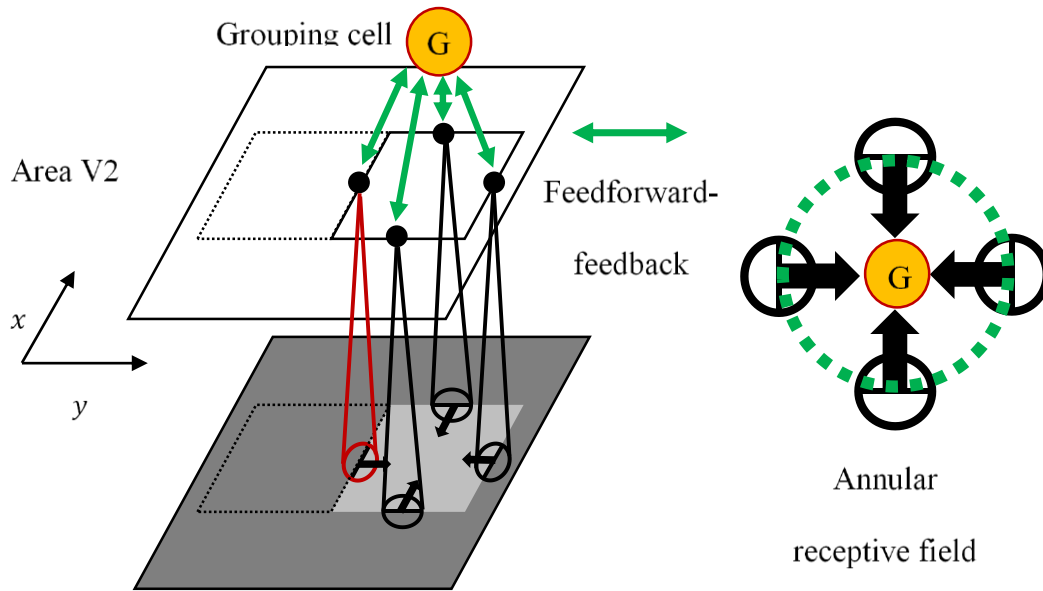 Grouping cell
G
Area V2
Feedforward-
feedback
G
x
y
Annular
receptive field